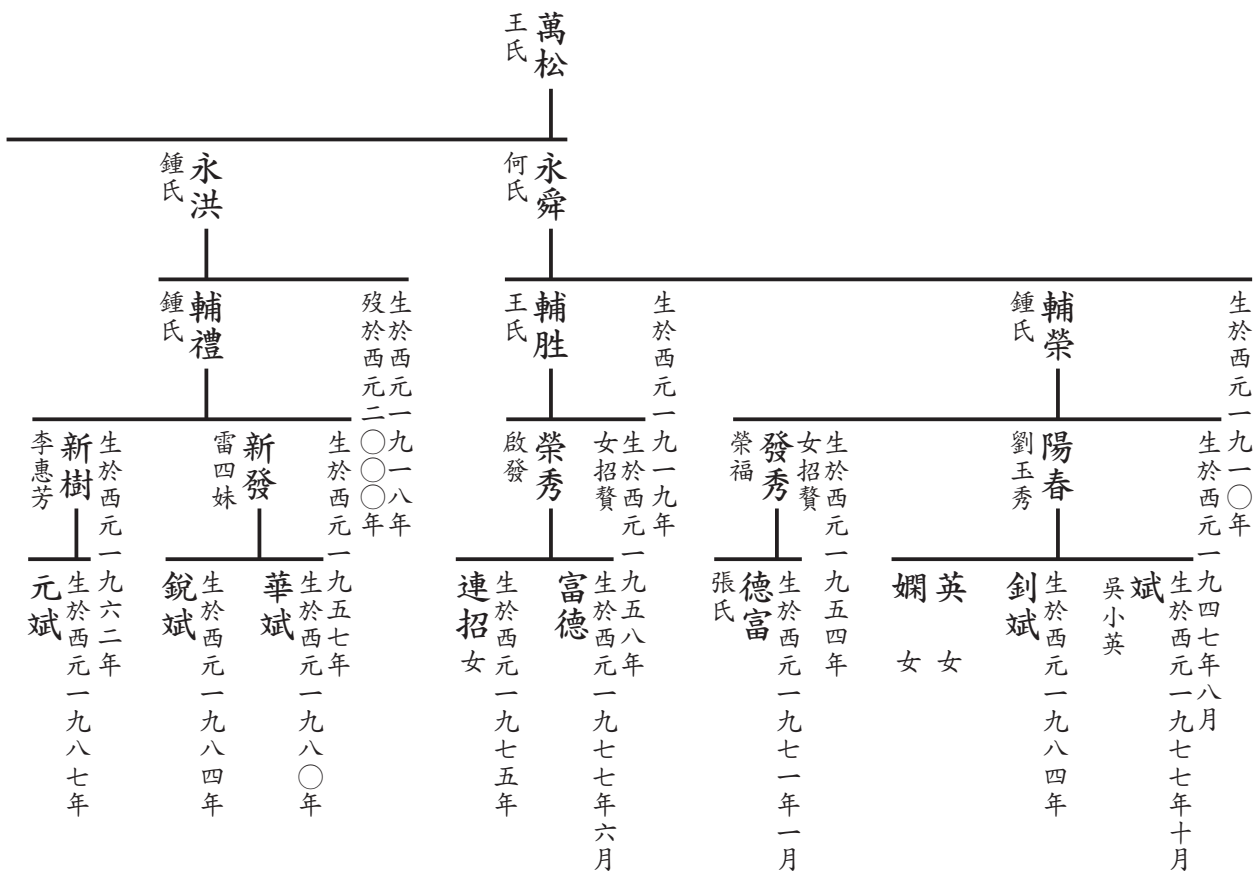 萬松
王氏
永舜
何氏
永洪
鍾氏
生於西元一九一〇年
輔榮
鍾氏
生於西元一九一九年
輔胜
王氏
生於西元一九一八年
歿於西元二〇〇〇年
輔禮
鍾氏
生於西元一九四七年八月
陽春
劉玉秀
生於西元一九五四年
女招贅
發秀
榮福
生於西元一九五八年
女招贅
榮秀
啟發
生於西元一九五七年
新發
雷四妹
生於西元一九六二年
新樹
李惠芳
生於西元一九七七年十月
斌
吳小英
生於西元一九八四年
釗斌
英 女
嫻 女
生於西元一九七一年一月
德富
張氏
生於西元一九七七年六月
富德
生於西元一九七五年
連招 女
生於西元一九八〇年
華斌
生於西元一九八四年
銳斌
生於西元一九八七年
元斌